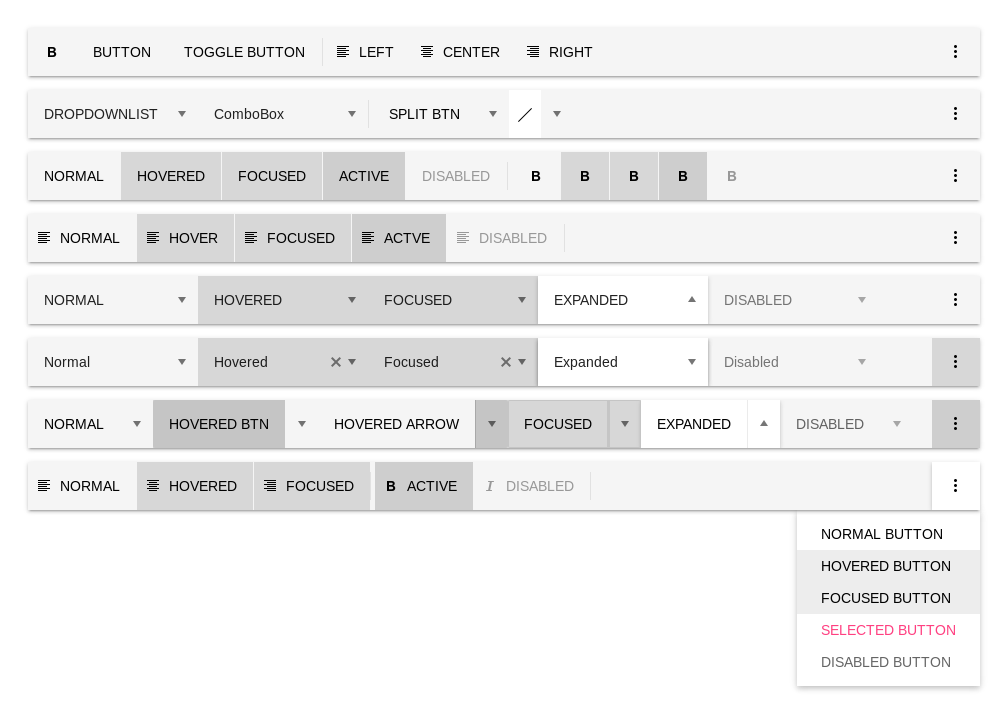 B BUTTON TOGGLE BUTTON LEFT CENTER RIGHT
DROPDOWNLIST ComboBox SPLIT BTN
NORMAL HOVERED FOCUSED ACTIVE DISABLED B B B B B
NORMAL HOVER FOCUSED ACTVE DISABLED
NORMAL HOVERED FOCUSED EXPANDED DISABLED
Normal Hovered Focused Expanded Disabled
NORMAL HOVERED BTN HOVERED ARROW FOCUSED EXPANDED DISABLED
NORMAL HOVERED FOCUSED B ACTIVE I DISABLED
NORMAL BUTTON
HOVERED BUTTON
FOCUSED BUTTON
SELECTED BUTTON
DISABLED BUTTON